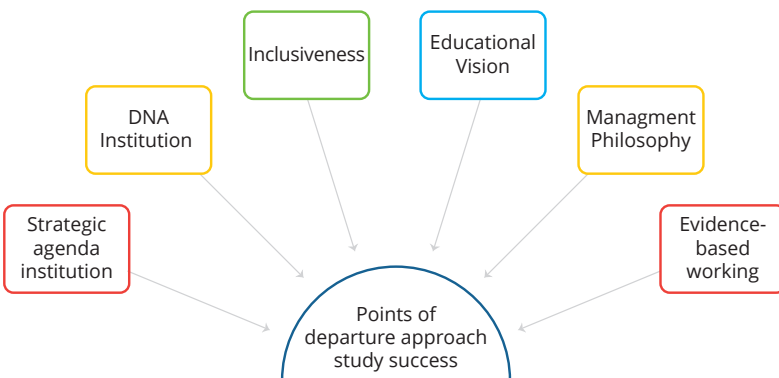 Strategic
agenda
institution
DNA
Institution
Inclusiveness
Educational
Vision
Managment
Philosophy
Evidence-
based
working
Points of
departure approach
study success